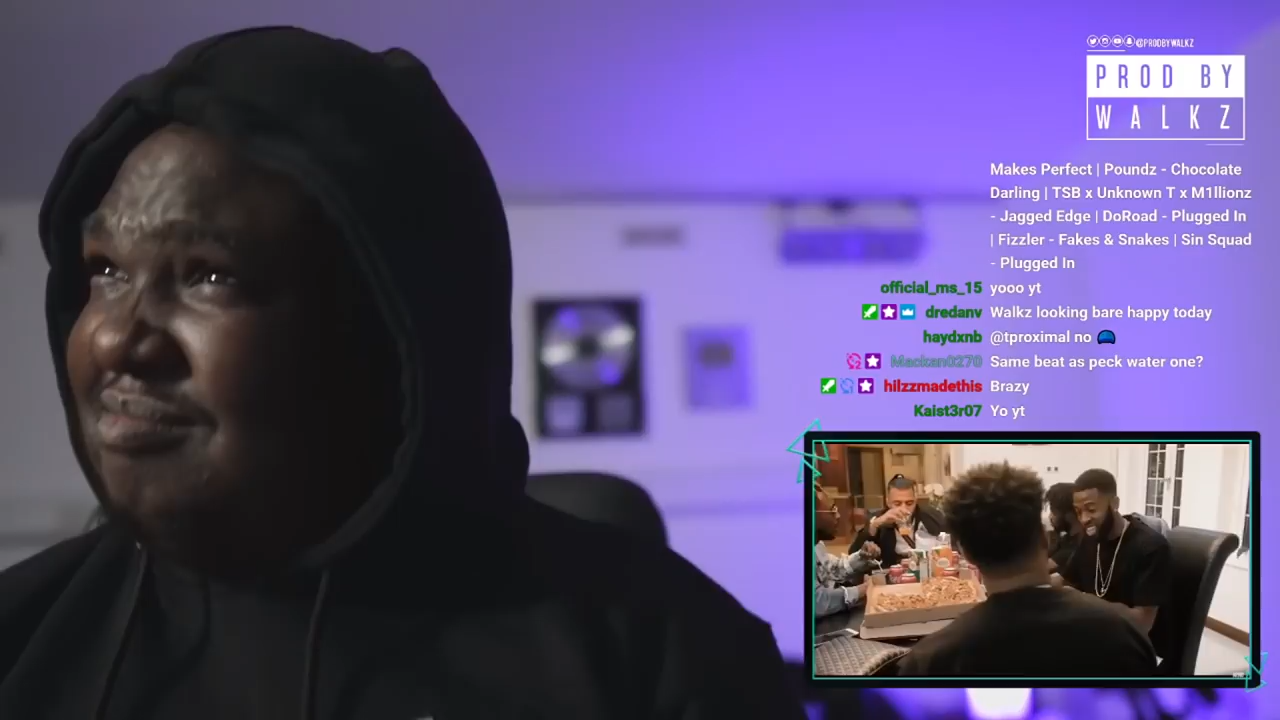 @PRODBYWALKZ
PROD BY
WALKZ
Makes Perfect | Poundz - Chocolate
Darling | TSB x Unknown T x M1llionz
- Jagged Edge | DoRoad - Plugged In
| Fizzler - Fakes & Snakes | Sin Squad
- Plugged In
official_ms_15 yooo yt
dredanv Walkz looking bare happy today
haydxnb @tproximal no
Mackan0270 Same beat as peck water one?
hilzzmadethis Brazy
Kaist3r07 Yo yt